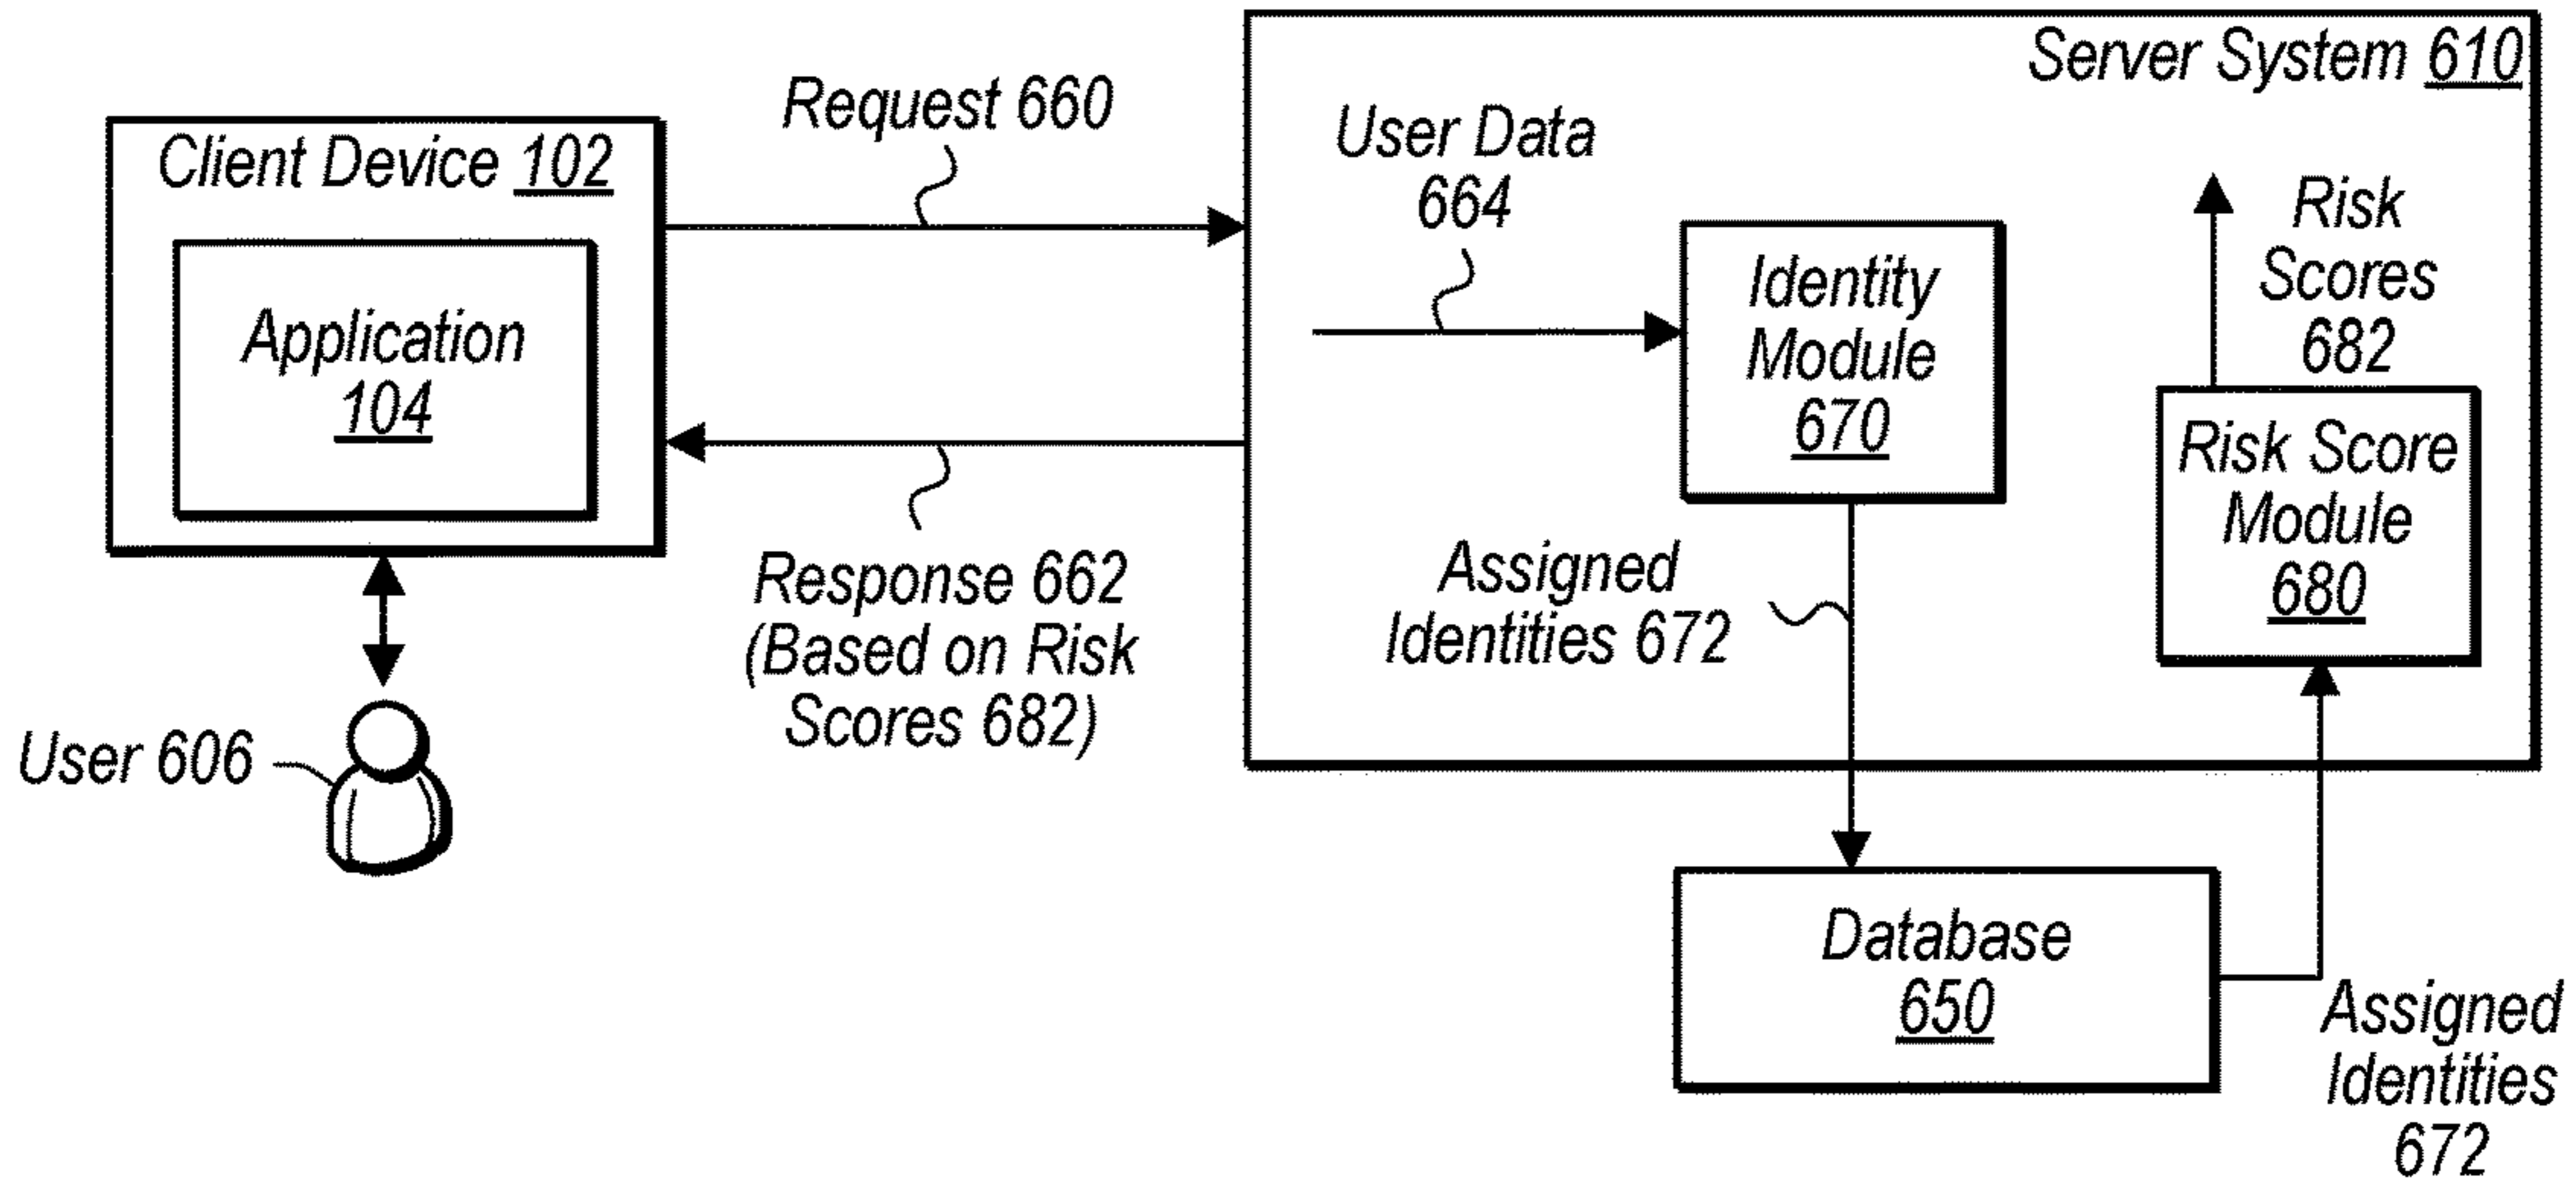 Server System 610
Request 660
Client Device 102
Application
104
User Data
664
Identity
Module
670
Risk
Scores
682
Risk Score
Module
680
Response 662
(Based on Risk
Scores 682)
Assigned
Identities 672
User 606
Database
650
Assigned
Identities
672